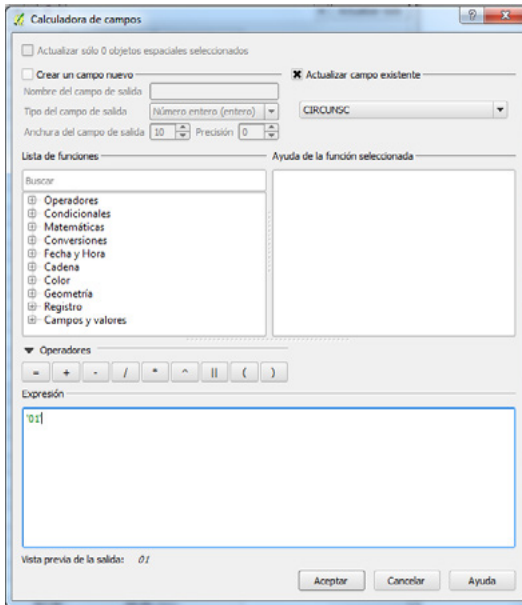 Calculadora de campos
Actualizar sólo 0 objetos espaciales seleccionados
Crear un campo nuevo
Actualizar campo existente
Nombre del campo de salida
Tipo del campo de salida Número entero (entero)
CIRCUNSC
Anchura del campo de salida 10 Precisión 0
Lista de funciones
Ayuda de la función seleccionada
Buscar
Operadores
Condicionales
Matemáticas
Conversiones
Fecha y Hora
Cadena
Color
Geometría
Registro
Campos y valores
Operadores
= + - / * ^ || ( )
Expresión
'01'
Vista previa de la salida: 01
Aceptar Cancelar Ayuda